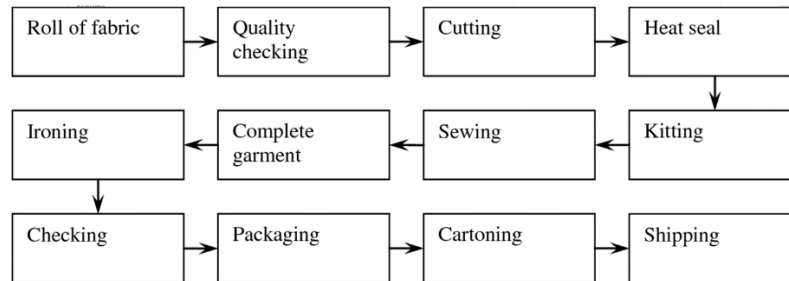 Roll of fabric
Quality
checking
Cutting
Heat seal
Kitting
Sewing
Complete
garment
Ironing
Checking
Packaging
Cartoning
Shipping